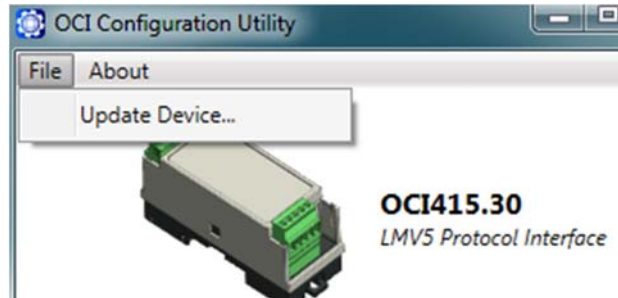 OCI Configuration Utility
File About
Update Device...
OCI415.30
LMV5 Protocol Interface